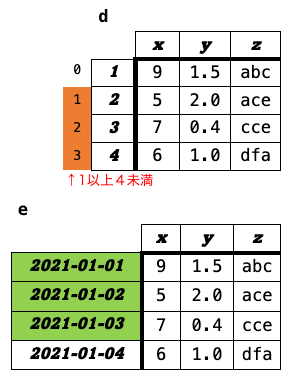 d
x y z
0 1 9 1.5 abc
1 2 5 2.0 ace
2 3 7 0.4 cce
3 4 6 1.0 dfa
↑1以上４未満
e
x y z
2021-01-01 9 1.5 abc
2021-01-02 5 2.0 ace
2021-01-03 7 0.4 cce
2021-01-04 6 1.0 dfa